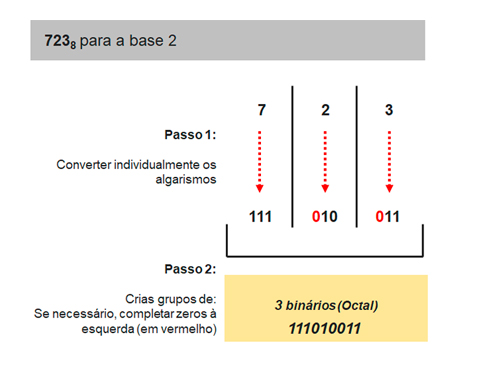 723₈ para a base 2
7 2 3
Passo 1:
Converter individualmente os
algarismos
111 010 011
Passo 2:
Crias grupos de:
Se necessário, completar zeros à
esquerda (em vermelho)
3 binários (Octal)
111010011